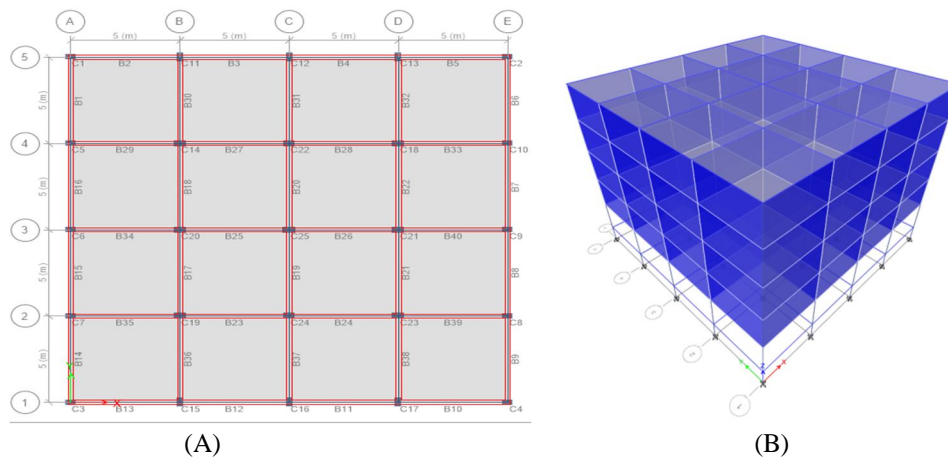 A B C D E
5 (m) 5 (m) 5 (m) 5 (m)
5
C1 B2 C11 B3 C12 B4 C13 B5 C2
5 (m) B1 B30 B31 B32 B6
4
C5 B29 C14 B27 C22 B28 C18 B33 C10
5 (m) B16 B18 B20 B22 B7
3
C6 B34 C20 B25 C25 B26 C21 B40 C9
5 (m) B15 B17 B19 B21 B8
2
C7 B35 C19 B23 C24 B24 C23 B39 C8
5 (m) B14 B36 B37 B38 B9
1
X
C3 B13 C15 B12 C16 B11 C17 B10 C4
Z
X
(A) (B)